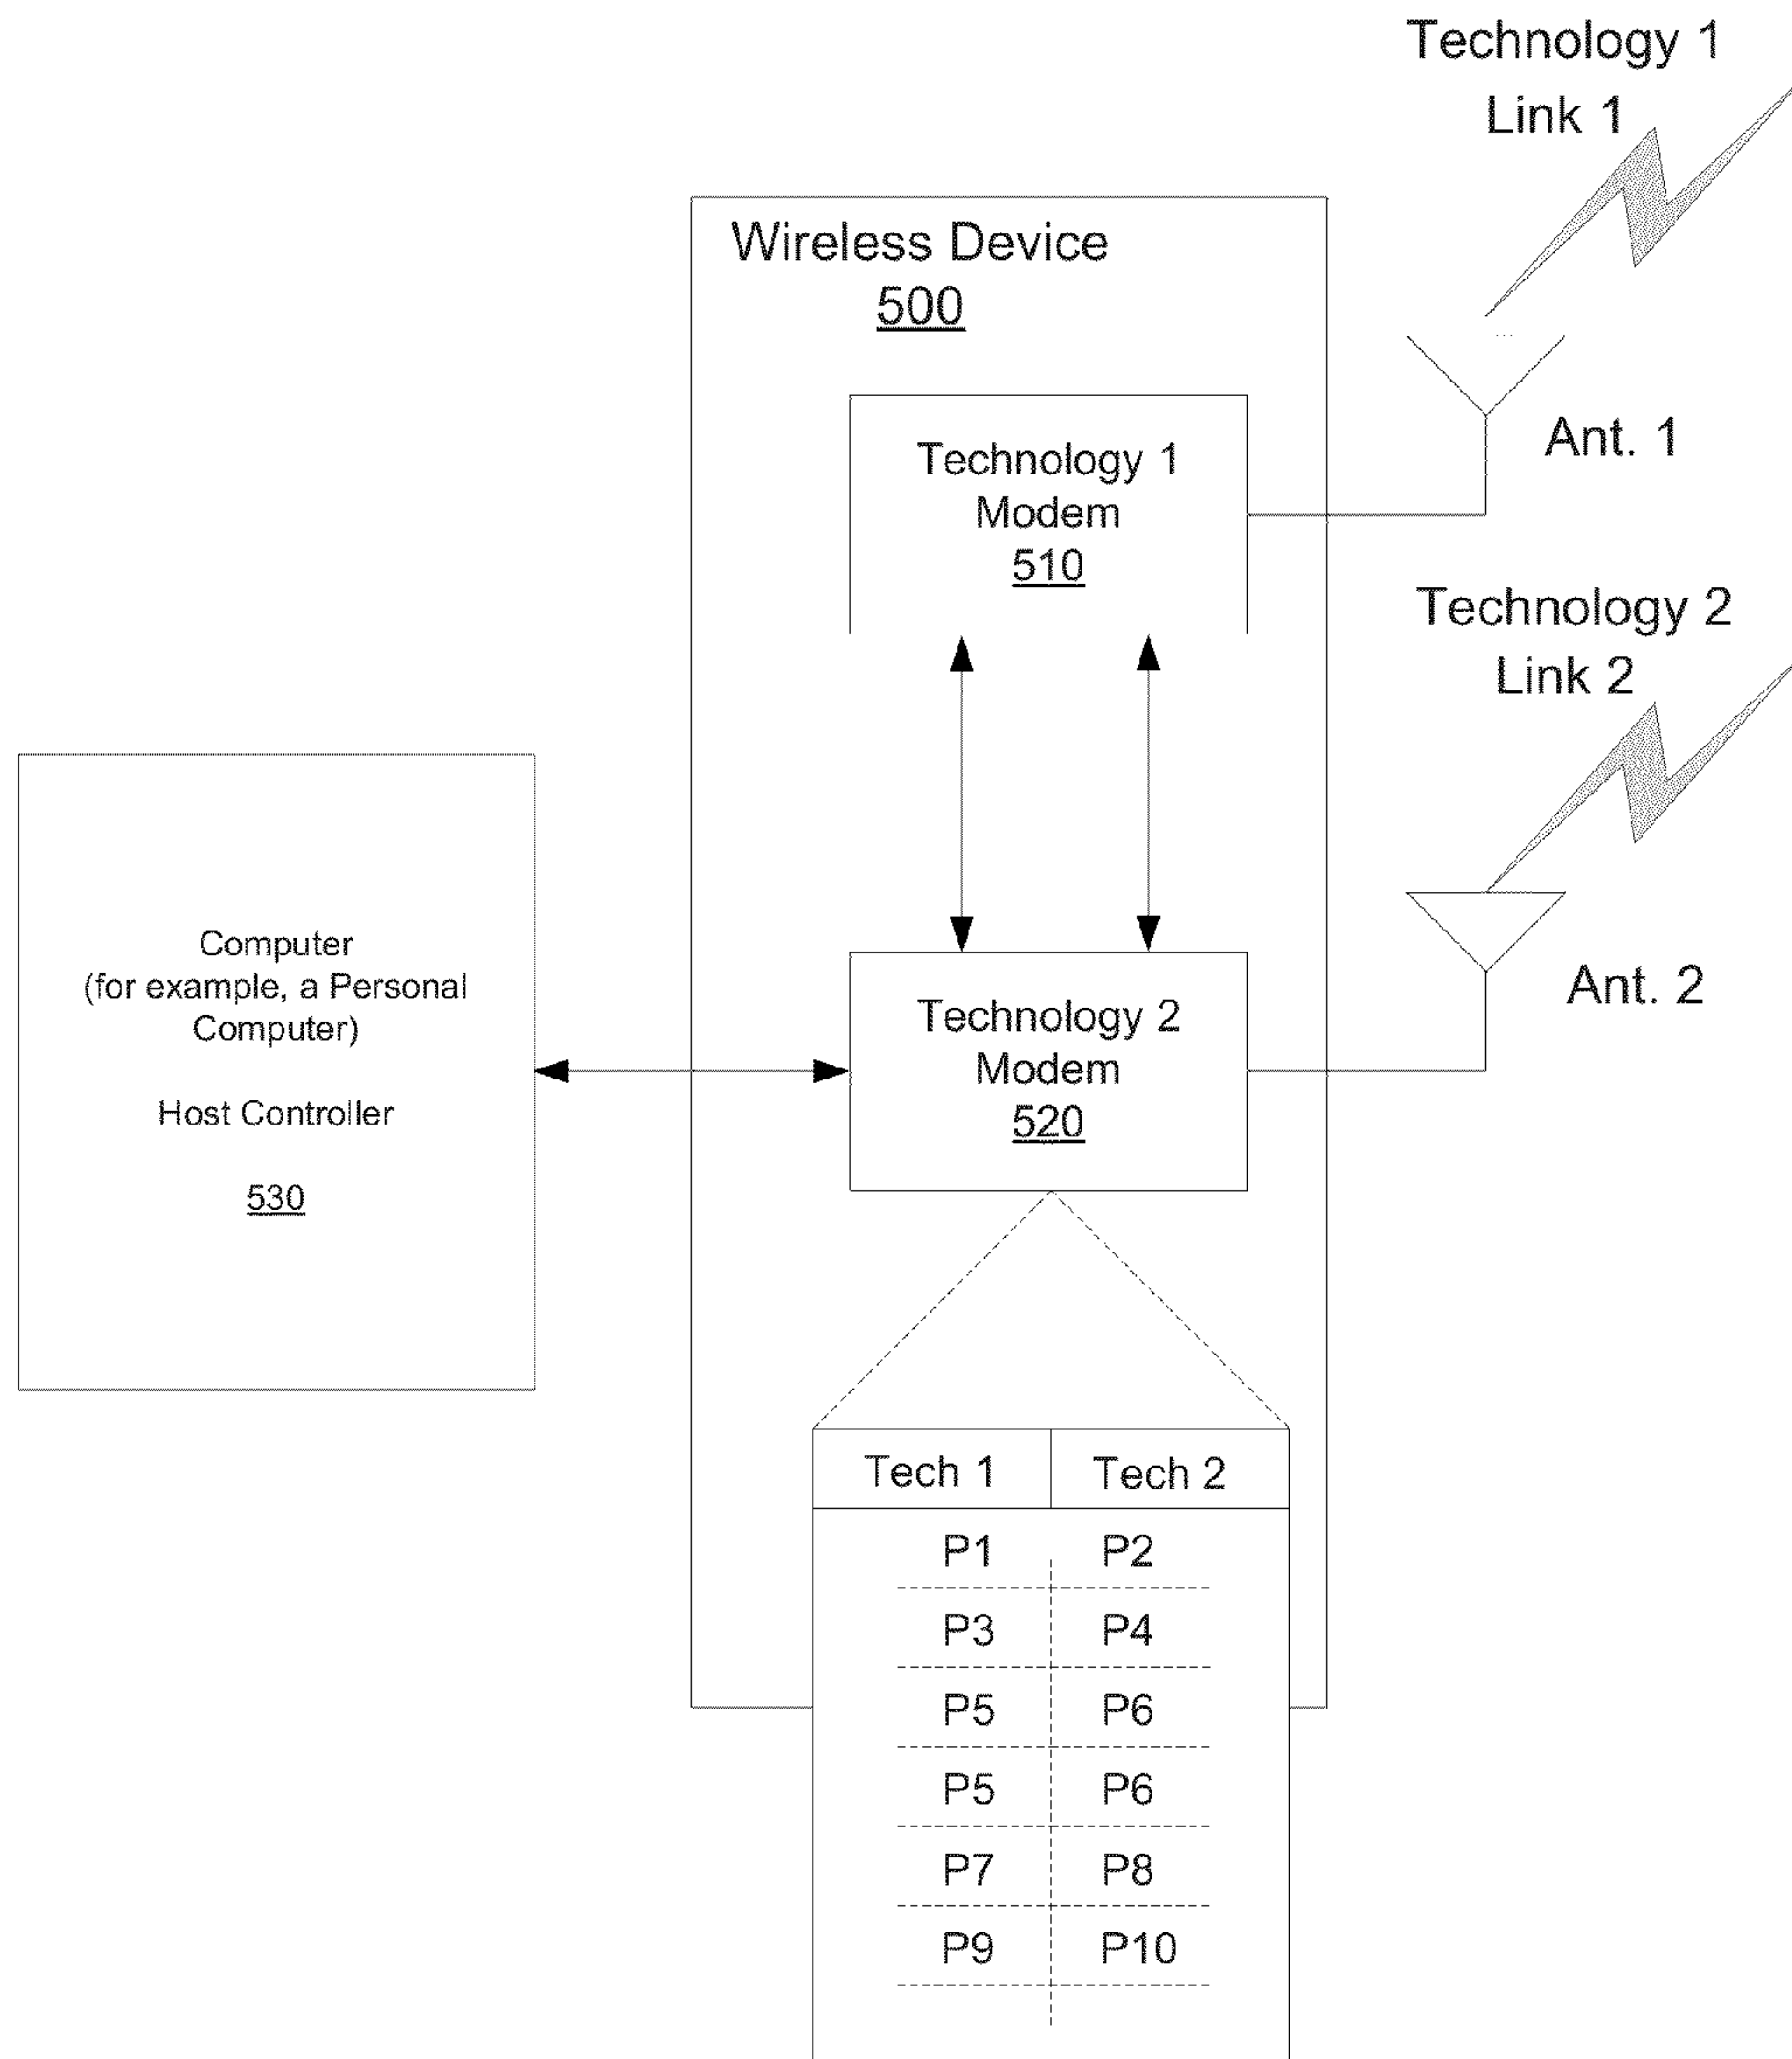 Technology 1
Link 1
Wireless Device
500
Technology 1
Modem
510
Ant. 1
Technology 2
Link 2
Computer
(for example, a Personal
Computer)
Host Controller
530
Technology 2
Modem
520
Ant. 2
Tech 1 Tech 2
P1 P2
P3 P4
P5 P6
P5 P6
P7 P8
P9 P10